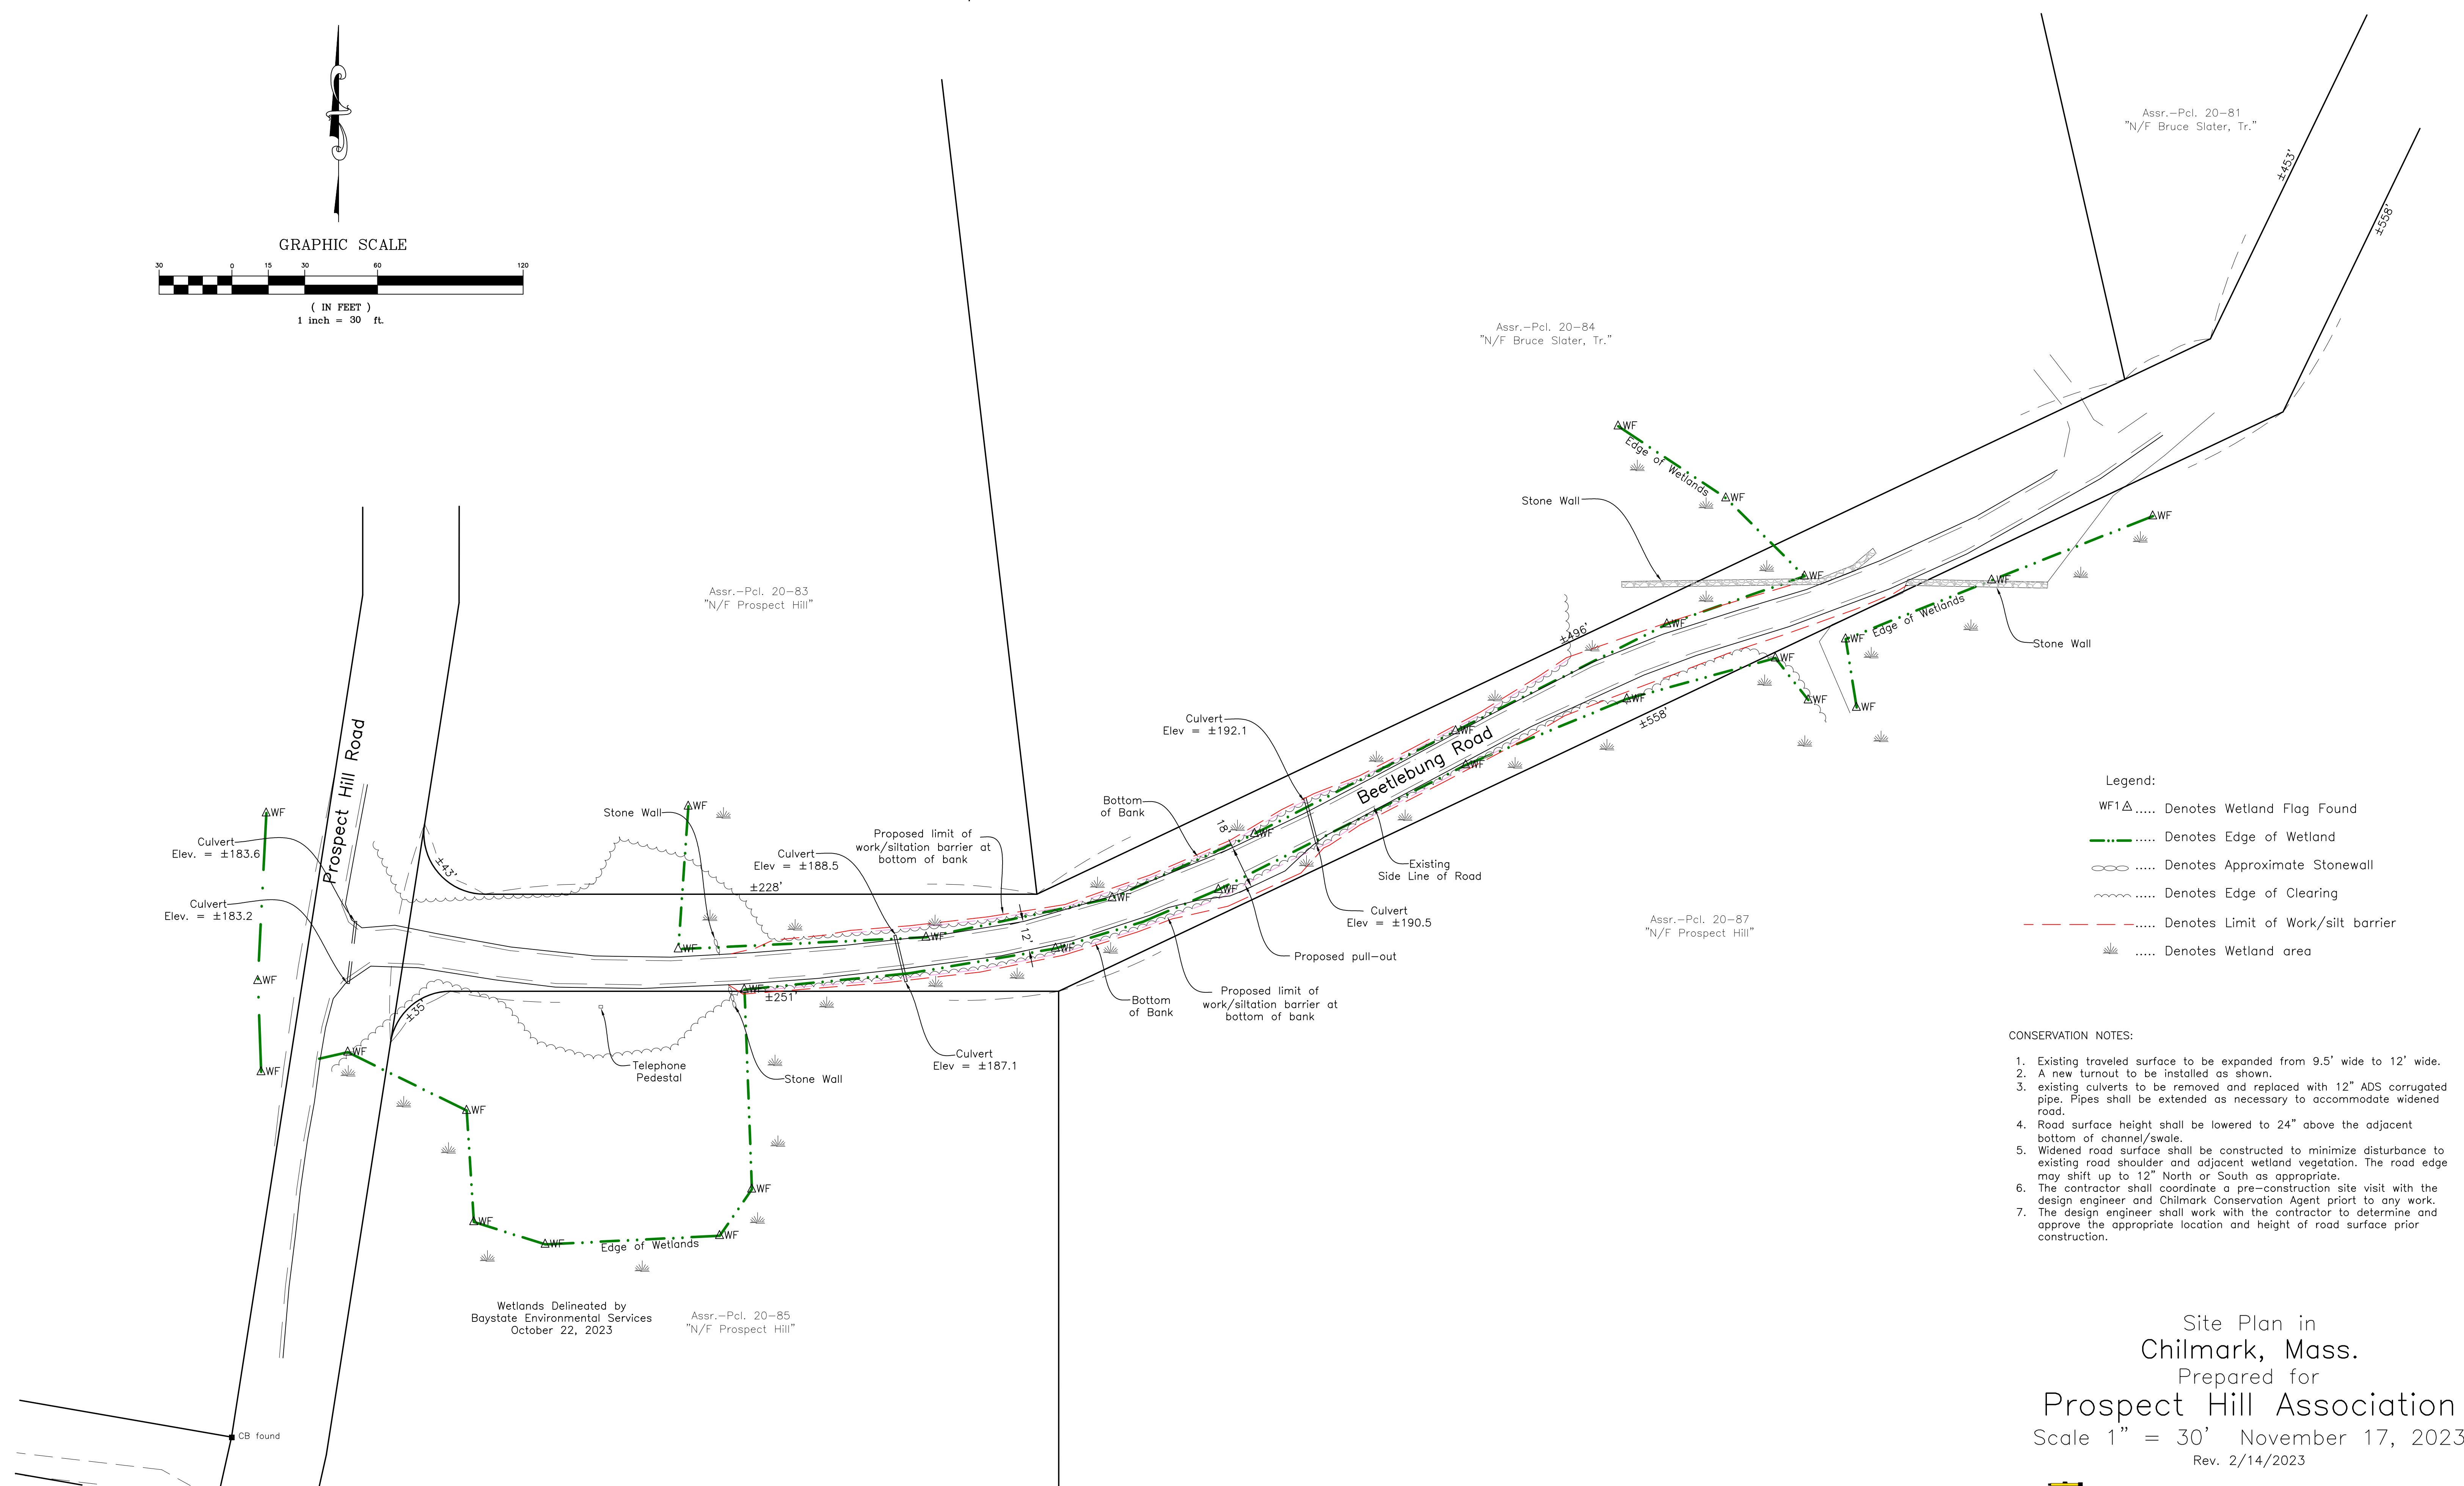 GRAPHIC SCALE
30 0 15 30 60 120
( IN FEET )
1 inch = 30 ft.
Assr.-Pcl. 20-81
"N/F Bruce Slater, Tr."
±453'
±558'
Assr.-Pcl. 20-84
"N/F Bruce Slater, Tr."
WF
Edge of Wetlands
WF
Stone Wall
WF
WF
WF
Edge of Wetlands
WF
Stone Wall
Assr.-Pcl. 20-83
"N/F Prospect Hill"
±496'
WF
WF
WF
WF
WF
±558'
Culvert
Elev = ±192.1
WF
Beetlebung Road
WF
Prospect Hill Road
WF
Culvert
Elev. = ±183.6
Culvert
Elev. = ±183.2
WF
WF
±43'
Stone Wall
WF
Culvert
Elev = ±188.5
Proposed limit of
work/siltation barrier at
bottom of bank
Bottom
of Bank
18'
WF
Existing
Side Line of Road
±228'
WF
WF
Culvert
Elev = ±190.5
Assr.-Pcl. 20-87
"N/F Prospect Hill"
WF
WF
12'
WF
Proposed pull-out
WF
±251'
±35'
Bottom
of Bank
Proposed limit of
work/siltation barrier at
bottom of bank
WF
Telephone
Pedestal
Stone Wall
Culvert
Elev = ±187.1
WF
WF
WF
WF
Edge of Wetlands
WF
WF
Wetlands Delineated by
Baystate Environmental Services
October 22, 2023
Assr.-Pcl. 20-85
"N/F Prospect Hill"
CB found
Legend:
WF1 ..... Denotes Wetland Flag Found
..... Denotes Edge of Wetland
..... Denotes Approximate Stonewall
..... Denotes Edge of Clearing
..... Denotes Limit of Work/silt barrier
..... Denotes Wetland area
CONSERVATION NOTES:
1. Existing traveled surface to be expanded from 9.5' wide to 12' wide.
2. A new turnout to be installed as shown.
3. existing culverts to be removed and replaced with 12" ADS corrugated
pipe. Pipes shall be extended as necessary to accommodate widened
road.
4. Road surface height shall be lowered to 24" above the adjacent
bottom of channel/swale.
5. Widened road surface shall be constructed to minimize disturbance to
existing road shoulder and adjacent wetland vegetation. The road edge
may shift up to 12" North or South as appropriate.
6. The contractor shall coordinate a pre-construction site visit with the
design engineer and Chilmark Conservation Agent priort to any work.
7. The design engineer shall work with the contractor to determine and
approve the appropriate location and height of road surface prior
construction.
Site Plan in
Chilmark, Mass.
Prepared for
Prospect Hill Association
Scale 1" = 30' November 17, 2023
Rev. 2/14/2023